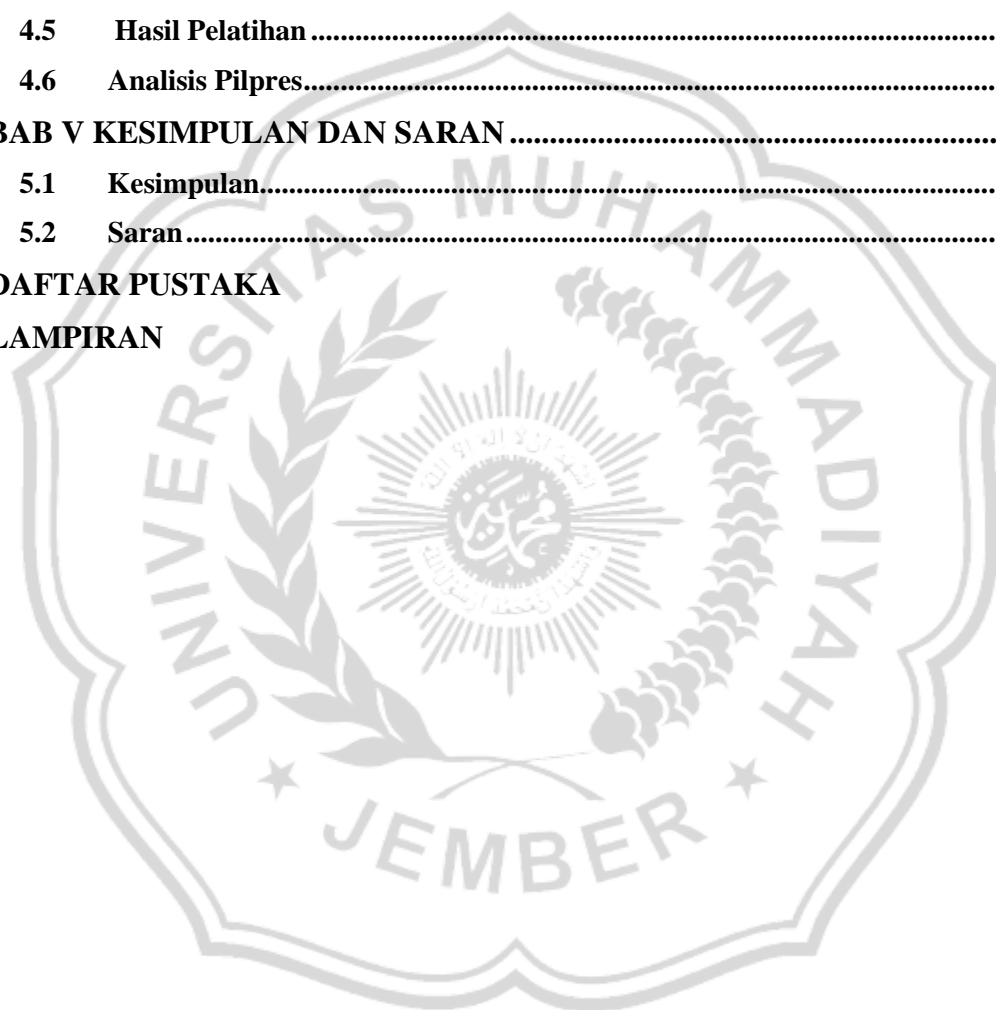 4.5 Hasil Pelatihan ....................................................................................................................
4.6 Analisis Pilpres.....................................................................................................................
BAB V KESIMPULAN DAN SARAN ..................................................................................
5.1 Kesimpulan............................................................................................................................
5.2 Saran ........................................................................................................................................
DAFTAR PUSTAKA
LAMPIRAN
UNIVERSITAS MUHAMMADIYAH
JEMBER